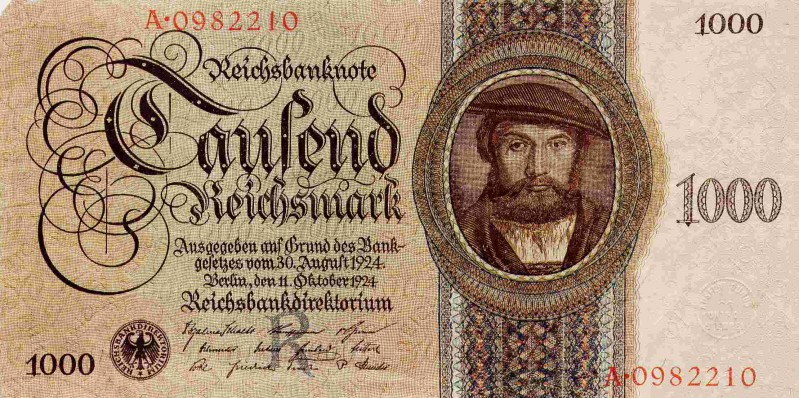 A·0982210
1000
Reichsbanknote
Tausend
Reichsmark
1000
Ausgegeben auf Grund des Bank-
gesetzes vom 30. August 1924.
Berlin, den 11. Oktober 1924
Reichsbankdirektorium
R
1000
REICHSBANKDIREKTORIUM
A·0982210